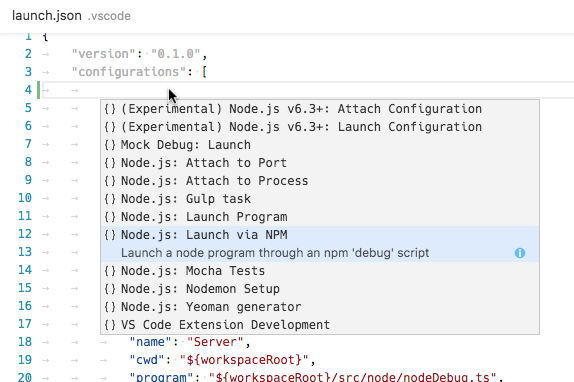 launch.json .vscode
1 {
2 "version": "0.1.0",
3 "configurations": [
4
5 {} (Experimental) Node.js v6.3+: Attach Configuration
6 {} (Experimental) Node.js v6.3+: Launch Configuration
7 {} Mock Debug: Launch
8 {} Node.js: Attach to Port
9 {} Node.js: Attach to Process
10 {} Node.js: Gulp task
11 {} Node.js: Launch Program
12 {} Node.js: Launch via NPM
13 Launch a node program through an npm 'debug' script
14 {} Node.js: Mocha Tests
15 {} Node.js: Nodemon Setup
16 {} Node.js: Yeoman generator
17 {} VS Code Extension Development
18 "name": "Server",
19 "cwd": "${workspaceRoot}",
20 "program": "${workspaceRoot}/src/node/nodeDebug.ts",